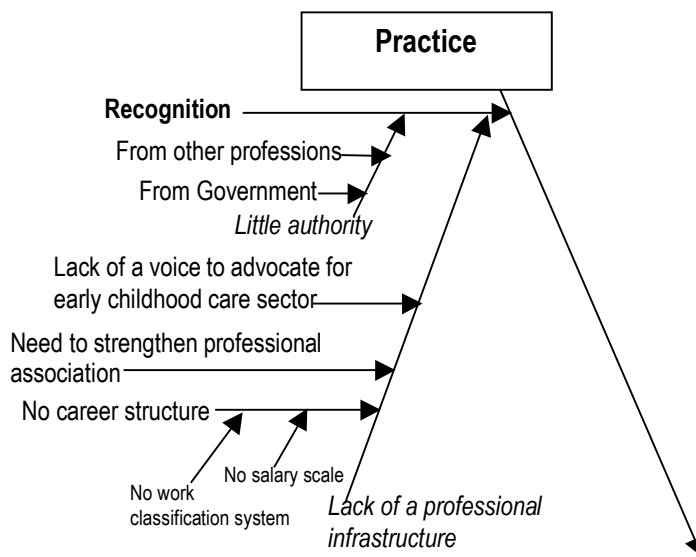 Practice
Recognition
From other professions
From Government
Little authority
Lack of a voice to advocate for
early childhood care sector
Need to strengthen professional
association
No career structure
No salary scale
No work
classification system
Lack of a professional
infrastructure